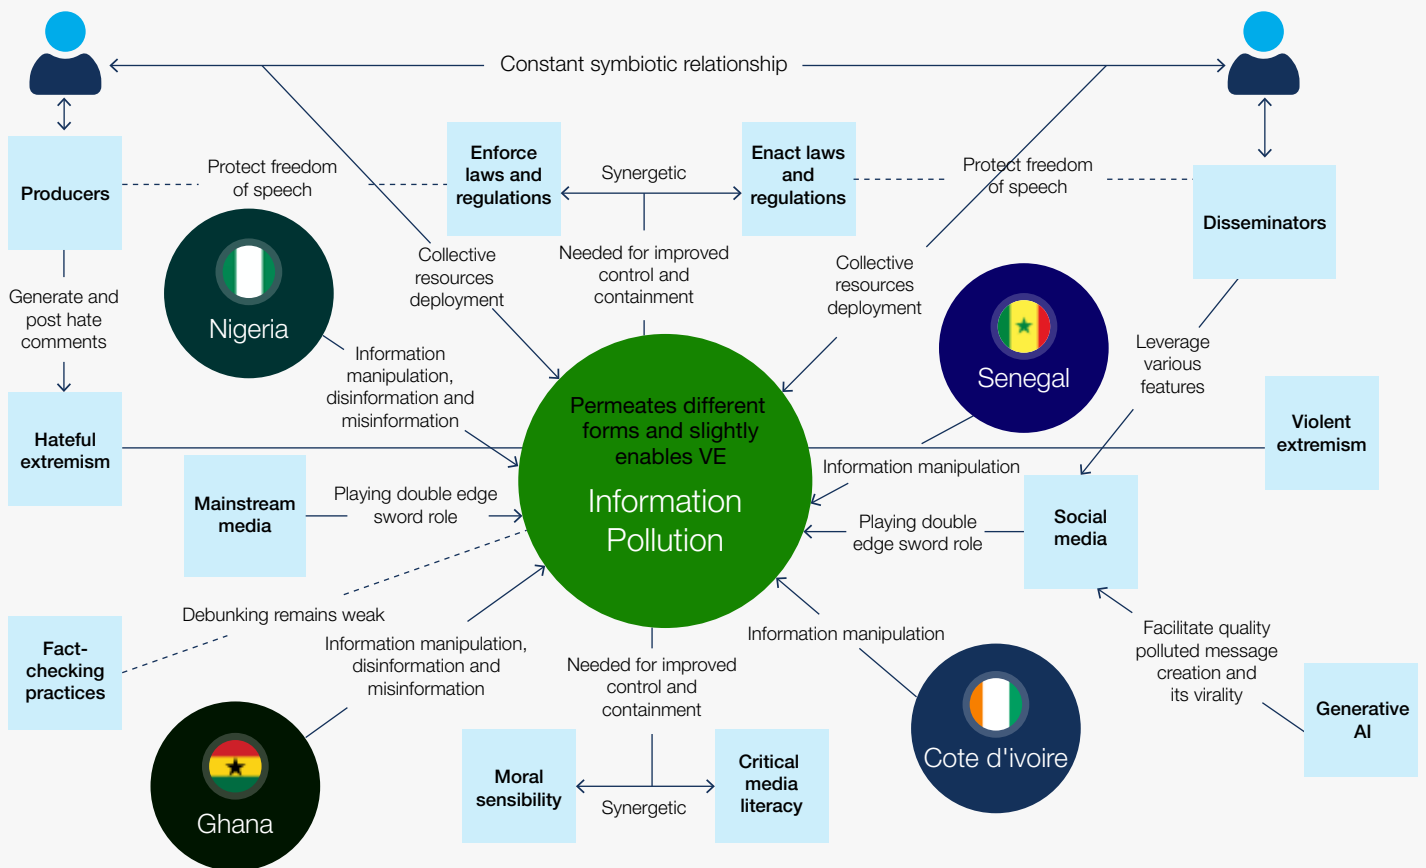 Constant symbiotic relationship
Producers
Protect freedom
of speech
Enforce
laws and
regulations
Synergetic
Enact laws
and
regulations
Protect freedom
of speech
Disseminators
Generate and
post hate
comments
Nigeria
Collective
resources
deployment
Needed for improved
control and
containment
Collective
resources
deployment
Senegal
Leverage
various
features
Information
manipulation,
disinformation and
misinformation
Permeates different
forms and slightly
enables VE
Information
Pollution
Hateful
extremism
Violent
extremism
Mainstream
media
Playing double edge
sword role
Information manipulation
Playing double
edge sword role
Social
media
Debunking remains weak
Fact-
checking
practices
Information manipulation,
disinformation and
misinformation
Needed for improved
control and
containment
Information manipulation
Facilitate quality
polluted message
creation and
its virality
Generative
AI
Ghana
Moral
sensibility
Synergetic
Critical
media
literacy
Cote d'ivoire